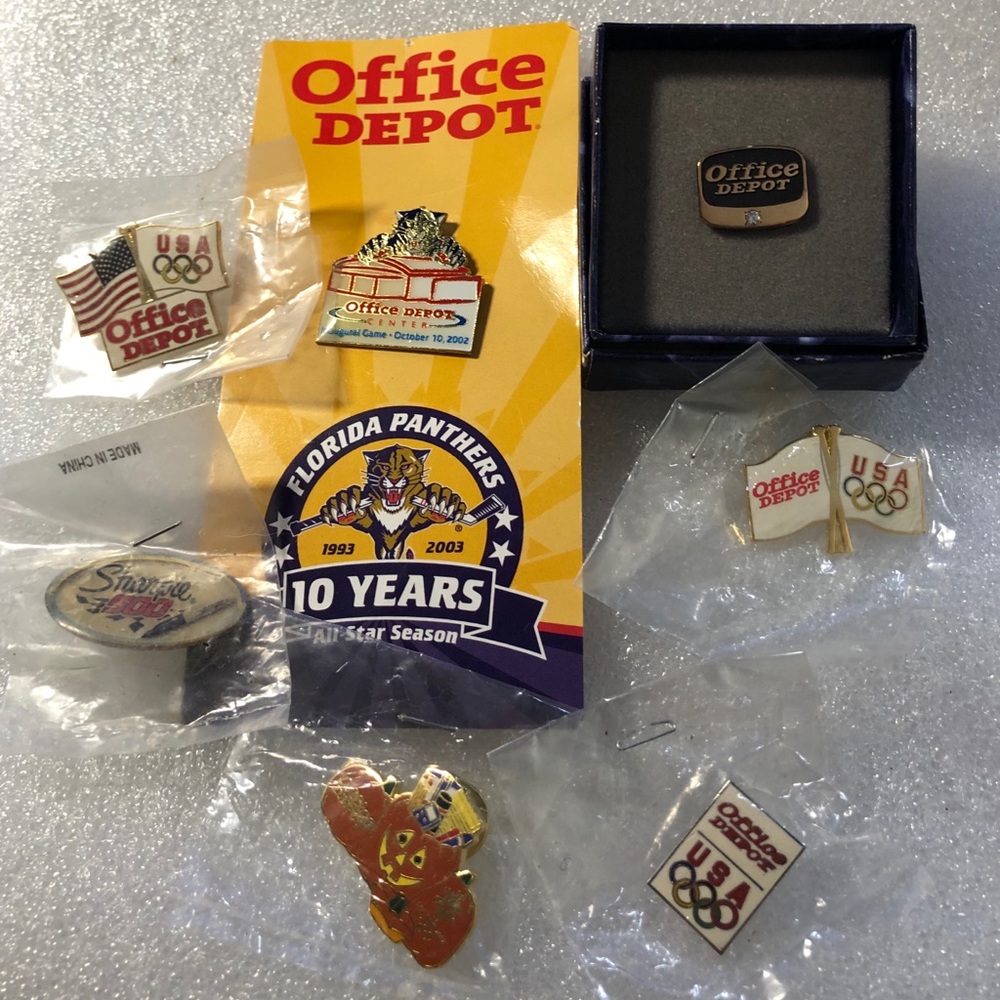 Office
DEPOT
Office
DEPOT
USA
Office
DEPOT
Office DEPOT
CENTER
Game - October 10, 2002
FLORIDA PANTHERS
1993 2003
10 YEARS
All Star Season
MADE IN CHINA
Sharpie
500
Office
DEPOT
USA
Office
DEPOT
USA